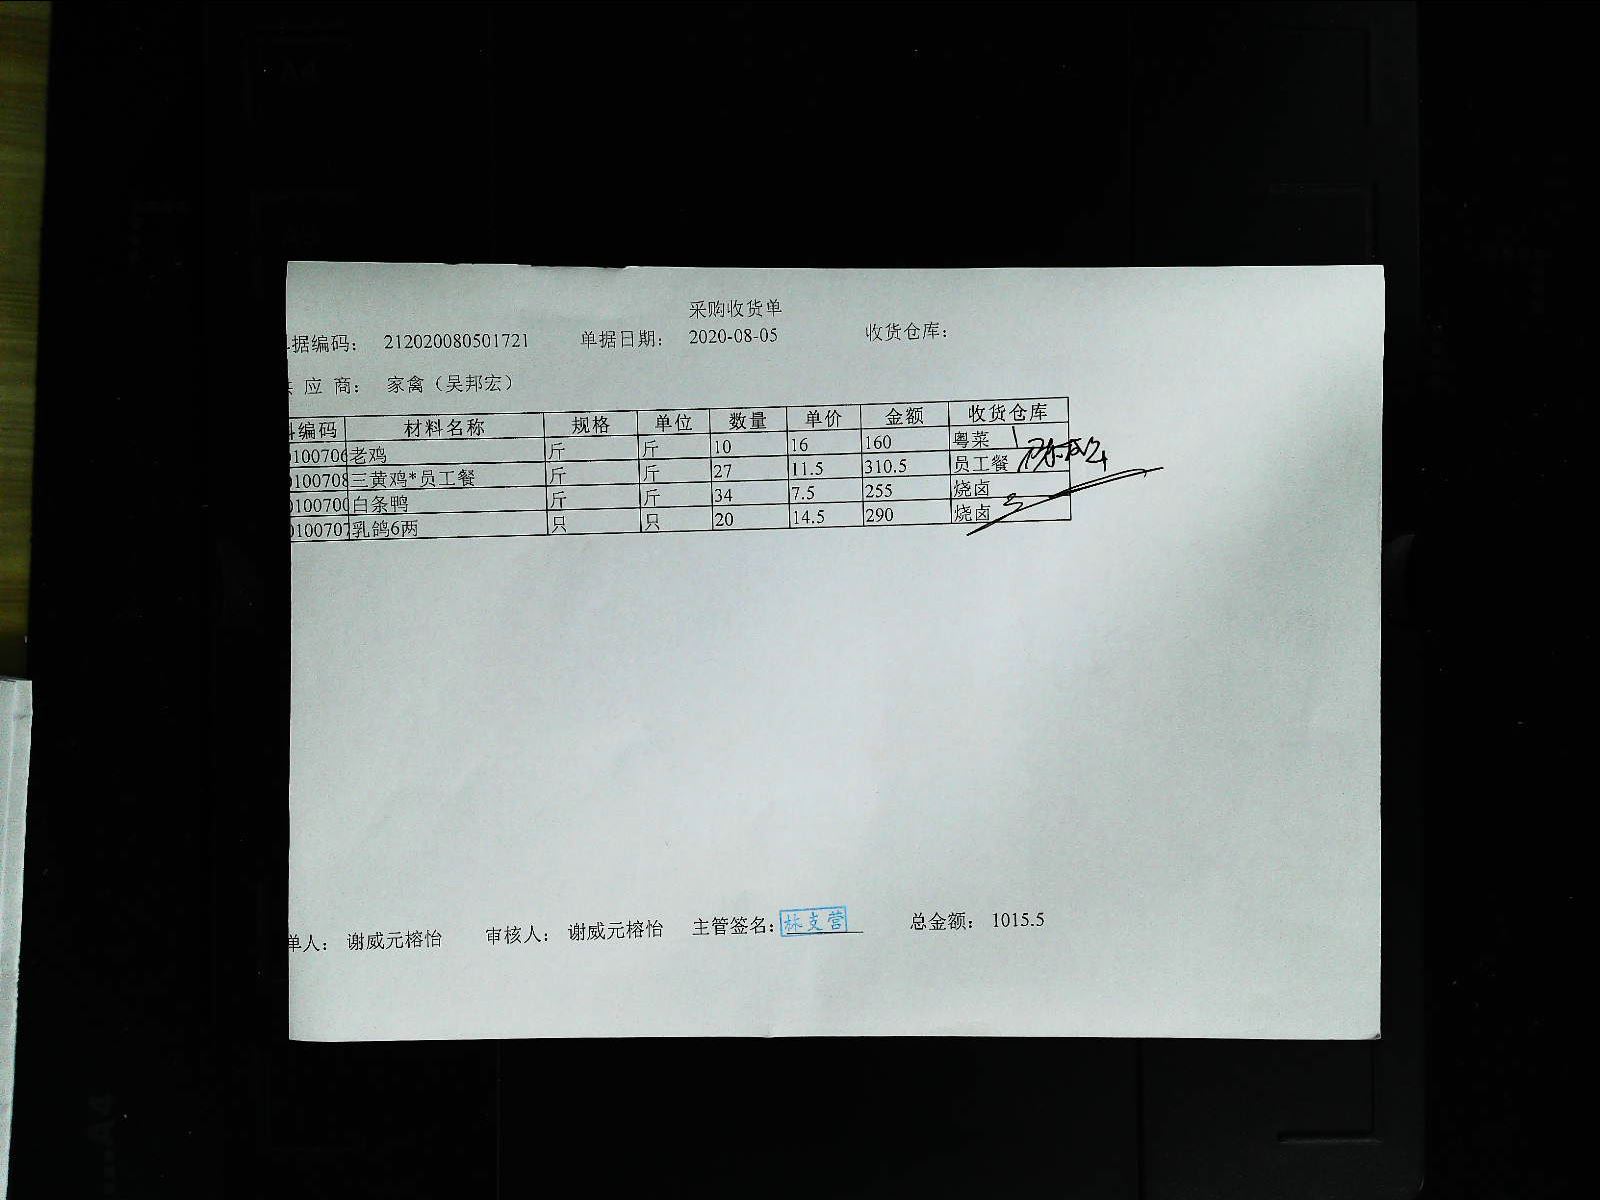 采购收货单
据编码： 212020080501721 单据日期： 2020-08-05 收货仓库：
应 商： 家禽（吴邦宏）
编码 材料名称 规格 单位 数量 单价 金额 收货仓库
0100706 老鸡 斤 斤 10 16 160 粤菜
0100708 三黄鸡*员工餐 斤 斤 27 11.5 310.5 员工餐
0100700 白条鸭 斤 斤 34 7.5 255 烧卤
0100707 乳鸽6两 只 只 20 14.5 290 烧卤
单人： 谢威元榕怡 审核人： 谢威元榕怡 主管签名： 林支营 总金额： 1015.5